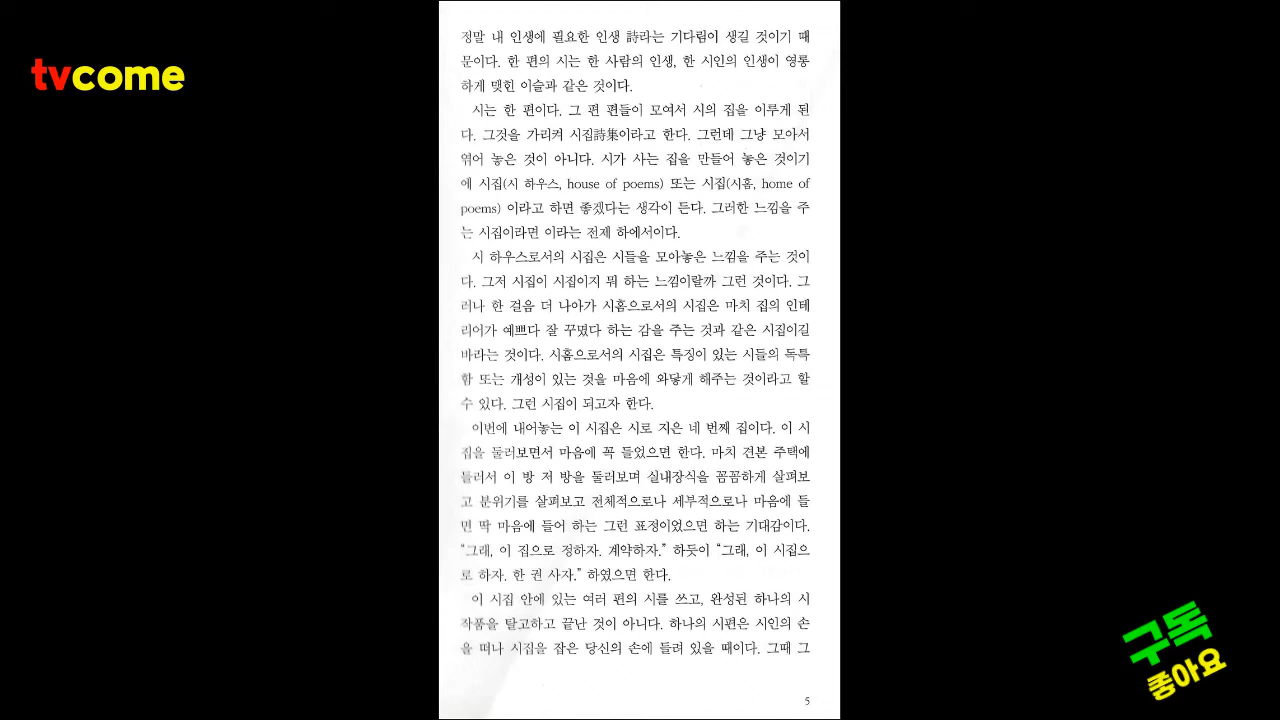 tvcome
정말 내 인생에 필요한 인생 詩라는 기다림이 생길 것이기 때
문이다. 한 편의 시는 한 사람의 인생, 한 시인의 인생이 영롱
하게 맺힌 이슬과 같은 것이다.
시는 한 편이다. 그 편 편들이 모여서 시의 집을 이루게 된
다. 그것을 가리켜 시집詩集이라고 한다. 그런데 그냥 모아서
엮어 놓은 것이 아니다. 시가 사는 집을 만들어 놓은 것이기
에 시집(시 하우스, house of poems) 또는 시집(시홈, home of
poems) 이라고 하면 좋겠다는 생각이 든다. 그러한 느낌을 주
는 시집이라면 이라는 전제 하에서이다.
시 하우스로서의 시집은 시들을 모아놓은 느낌을 주는 것이
다. 그저 시집이 시집이지 뭐 하는 느낌이랄까 그런 것이다. 그
러나 한 걸음 더 나아가 시홈으로서의 시집은 마치 집의 인테
리어가 예쁘다 잘 꾸몄다 하는 감을 주는 것과 같은 시집이길
바라는 것이다. 시홈으로서의 시집은 특징이 있는 시들의 독특
함 또는 개성이 있는 것을 마음에 와닿게 해주는 것이라고 할
수 있다. 그런 시집이 되고자 한다.
이번에 내어놓는 이 시집은 시로 지은 네 번째 집이다. 이 시
집을 둘러보면서 마음에 꼭 들었으면 한다. 마치 견본 주택에
들러서 이 방 저 방을 둘러보며 실내장식을 꼼꼼하게 살펴보
고 분위기를 살펴보고 전체적으로나 세부적으로나 마음에 들
면 딱 마음에 들어 하는 그런 표정이었으면 하는 기대감이다.
“그래, 이 집으로 정하자. 계약하자.” 하듯이 “그래, 이 시집으
로 하자. 한 권 사자.” 하였으면 한다.
이 시집 안에 있는 여러 편의 시를 쓰고, 완성된 하나의 시
작품을 탈고하고 끝난 것이 아니다. 하나의 시편은 시인의 손
을 떠나 시집을 잡은 당신의 손에 들려 있을 때이다. 그때 그
5
구독
좋아요